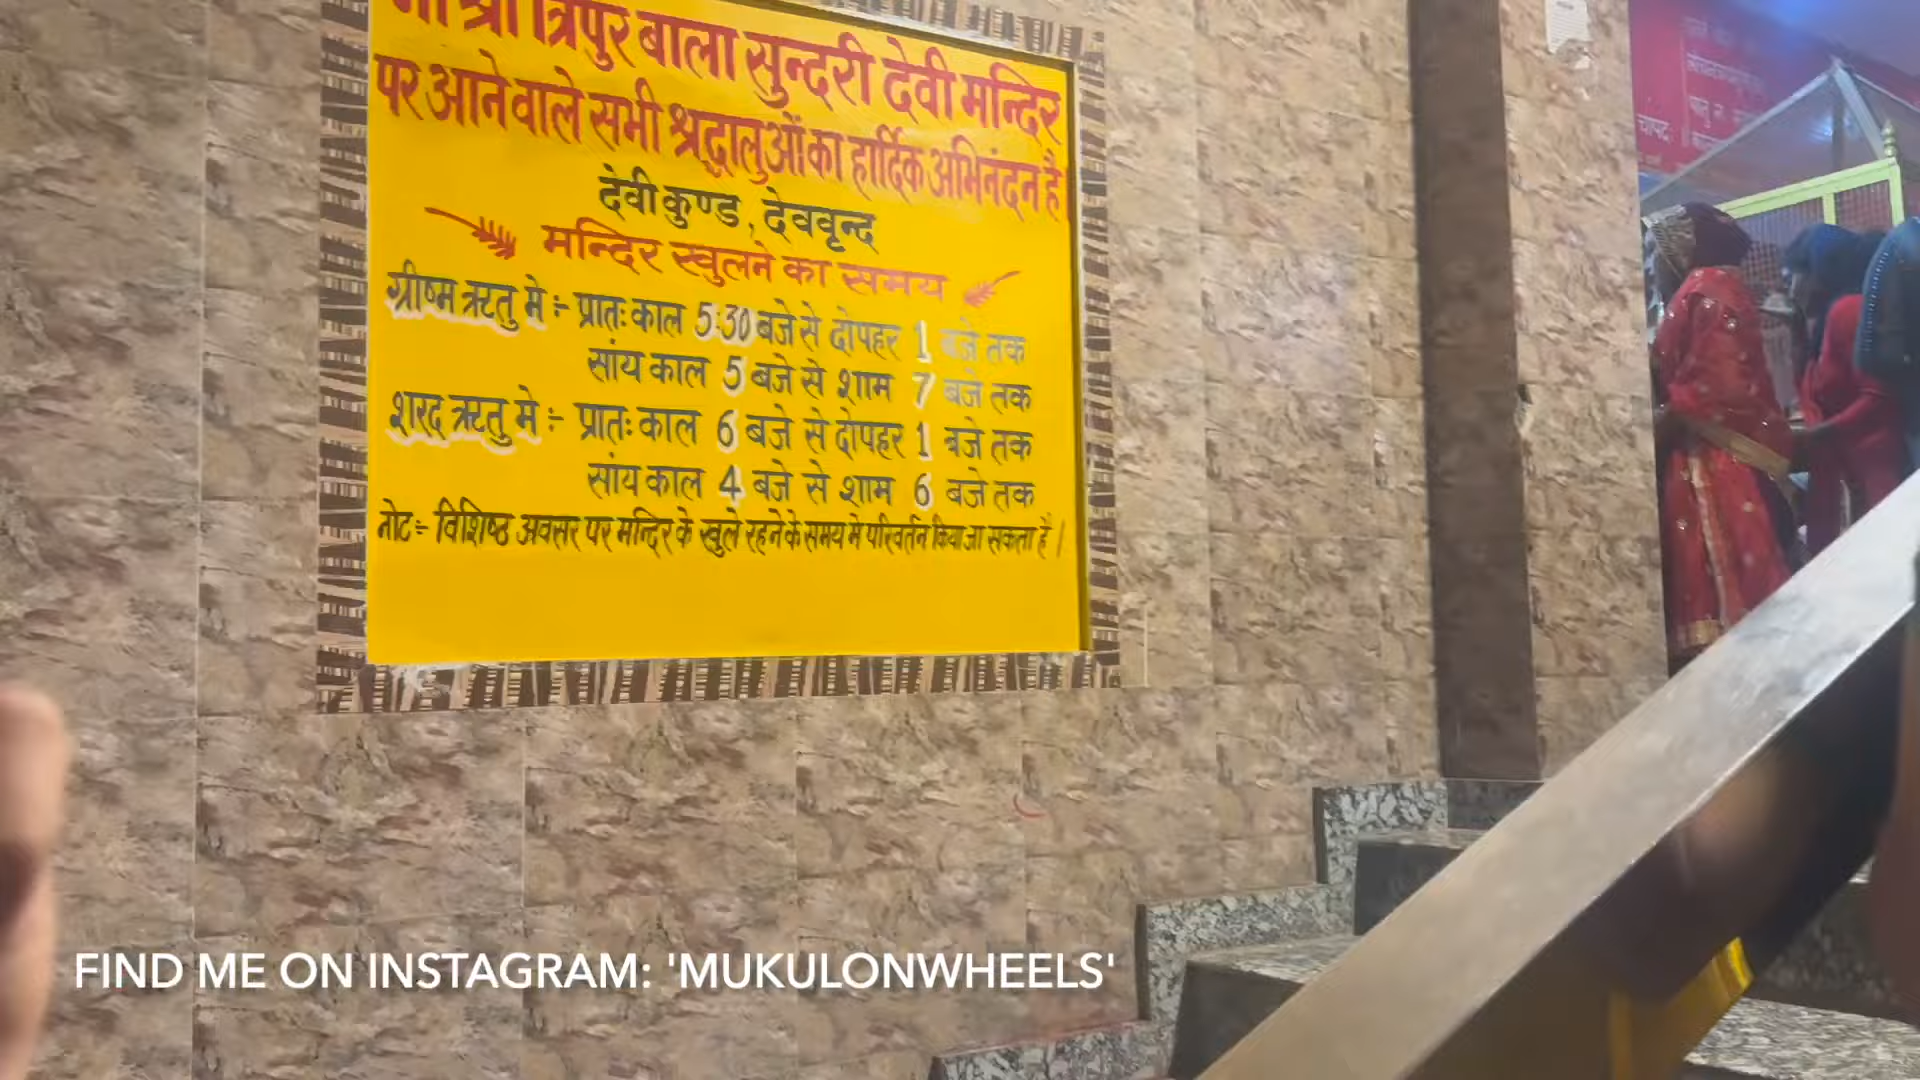 माँ श्री त्रिपुर बाला सुन्दरी देवी मन्दिर
पर आने वाले सभी श्रद्धालुओं का हार्दिक अभिनंदन है
देवी कुण्ड, देववृन्द
मन्दिर खुलने का समय
ग्रीष्म ऋतु मे :- प्रातः काल 5:30 बजे से दोपहर 1 बजे तक
सांय काल 5 बजे से शाम 7 बजे तक
शरद ऋतु मे :- प्रातः काल 6 बजे से दोपहर 1 बजे तक
सांय काल 4 बजे से शाम 6 बजे तक
नोट :- विशिष्ठ अवसर पर मन्दिर के खुले रहने के समय मे परिवर्तन किया जा सकता है ।
FIND ME ON INSTAGRAM: 'MUKULONWHEELS'